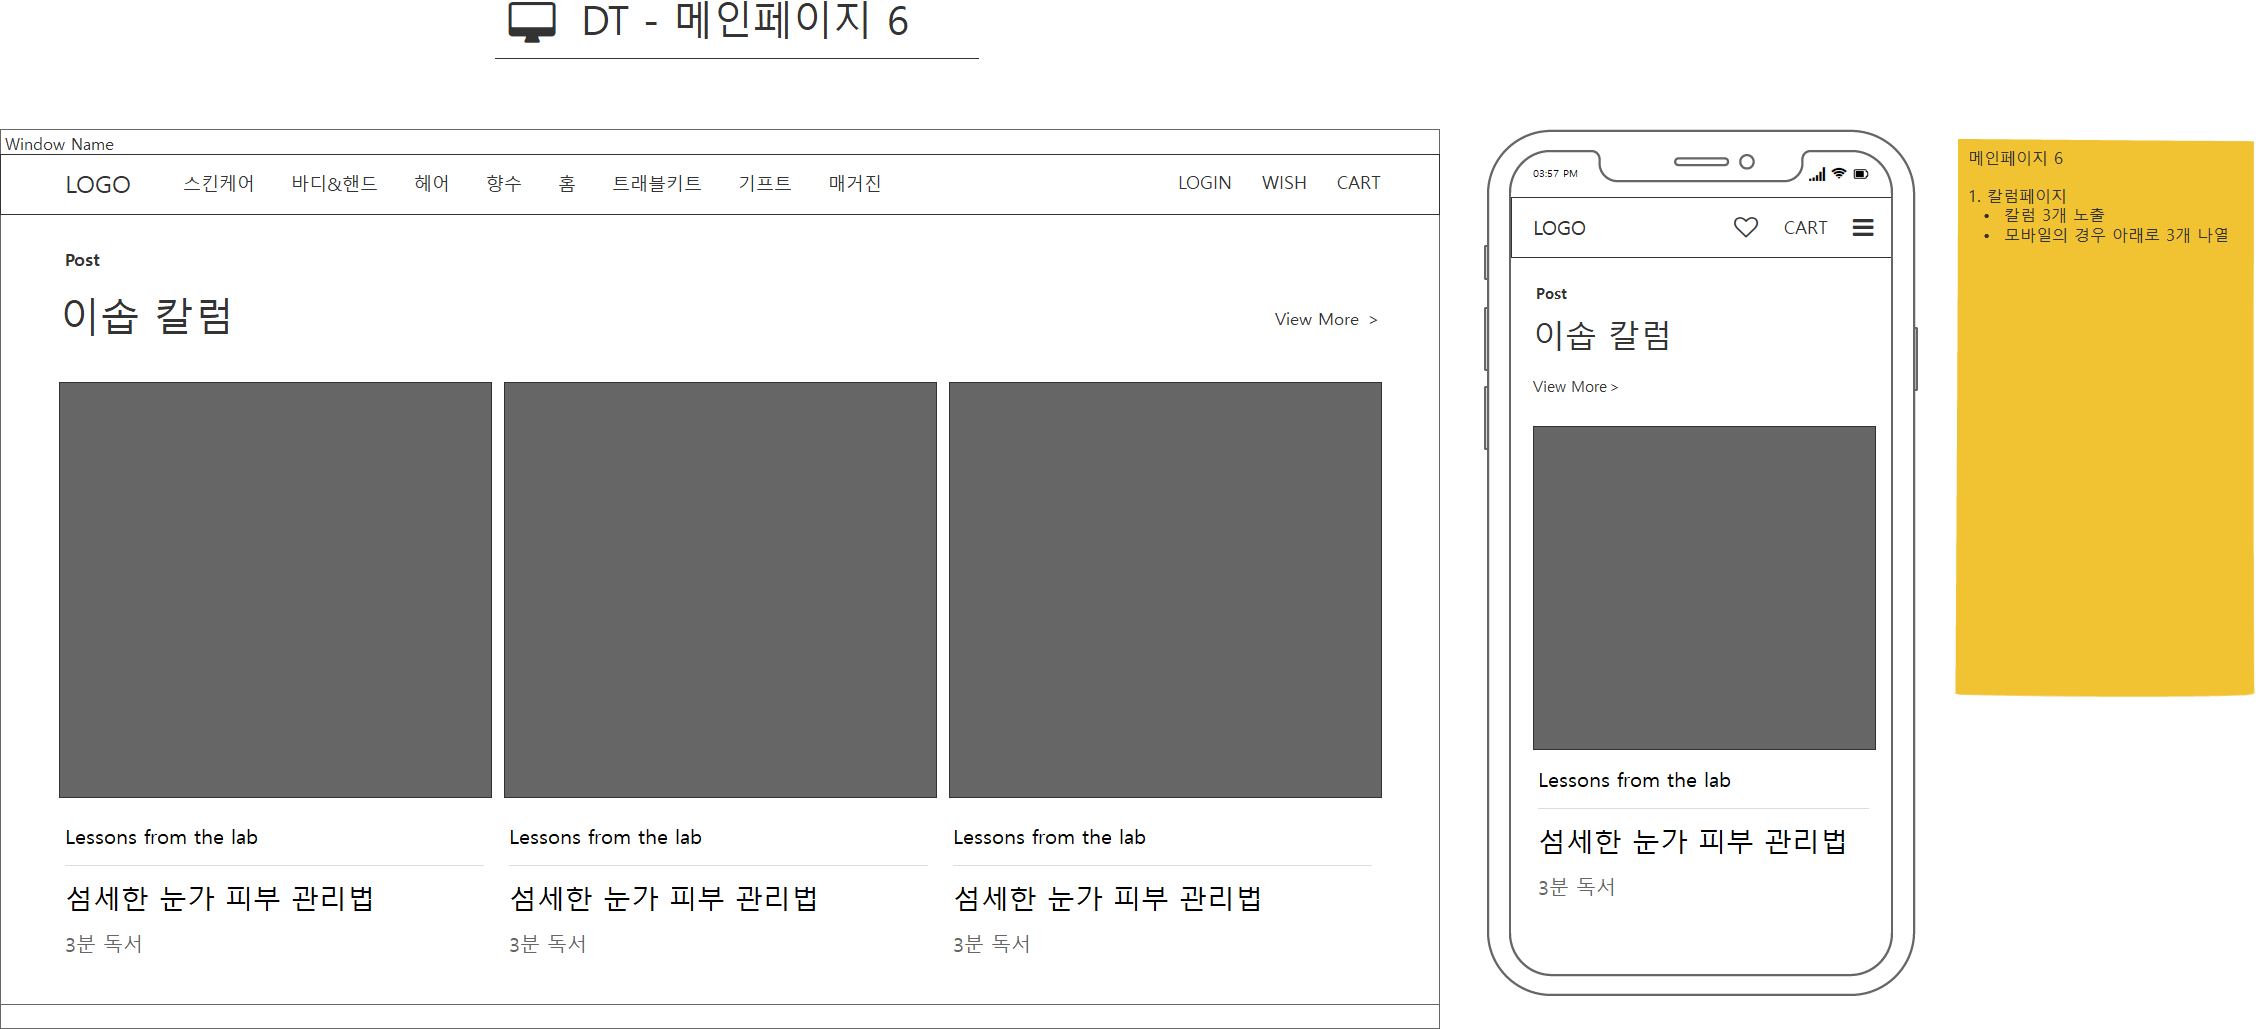 DT - 메인페이지 6
Window Name
LOGO 스킨케어 바디&핸드 헤어 향수 홈 트래블키트 기프트 매거진 LOGIN WISH CART
Post
이솝 칼럼
View More >
Lessons from the lab
섬세한 눈가 피부 관리법
3분 독서
Lessons from the lab
섬세한 눈가 피부 관리법
3분 독서
Lessons from the lab
섬세한 눈가 피부 관리법
3분 독서
03:57 PM
LOGO CART
Post
이솝 칼럼
View More >
Lessons from the lab
섬세한 눈가 피부 관리법
3분 독서
메인페이지 6
1. 칼럼페이지
• 칼럼 3개 노출
• 모바일의 경우 아래로 3개 나열